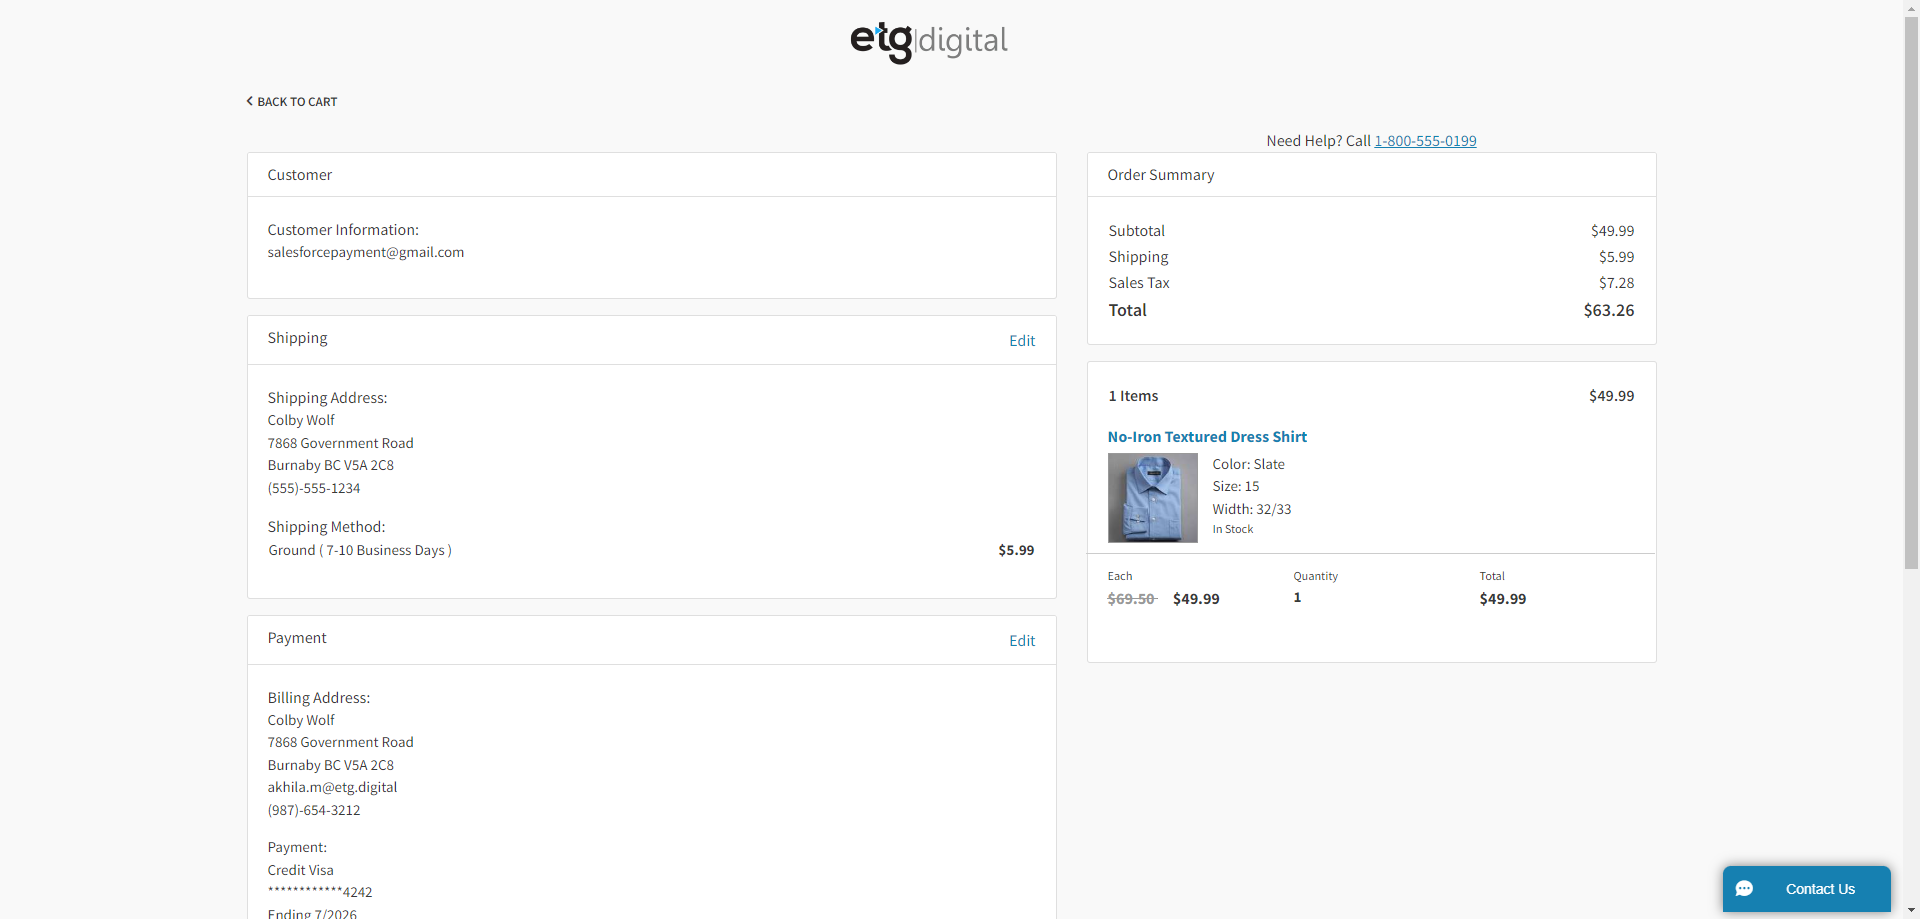 etg|digital
BACK TO CART
Need Help? Call 1-800-555-0199
Customer
Customer Information:
salesforcepayment@gmail.com
Shipping
Edit
Shipping Address:
Colby Wolf
7868 Government Road
Burnaby BC V5A 2C8
(555)-555-1234
Shipping Method:
Ground ( 7-10 Business Days ) $5.99
Payment
Edit
Billing Address:
Colby Wolf
7868 Government Road
Burnaby BC V5A 2C8
akhila.m@etg.digital
(987)-654-3212
Payment:
Credit Visa
************4242
Ending 7/2026
Order Summary
Subtotal $49.99
Shipping $5.99
Sales Tax $7.28
Total $63.26
1 Items $49.99
No-Iron Textured Dress Shirt
Color: Slate
Size: 15
Width: 32/33
In Stock
Each Quantity Total
$69.50 $49.99 1 $49.99
Contact Us